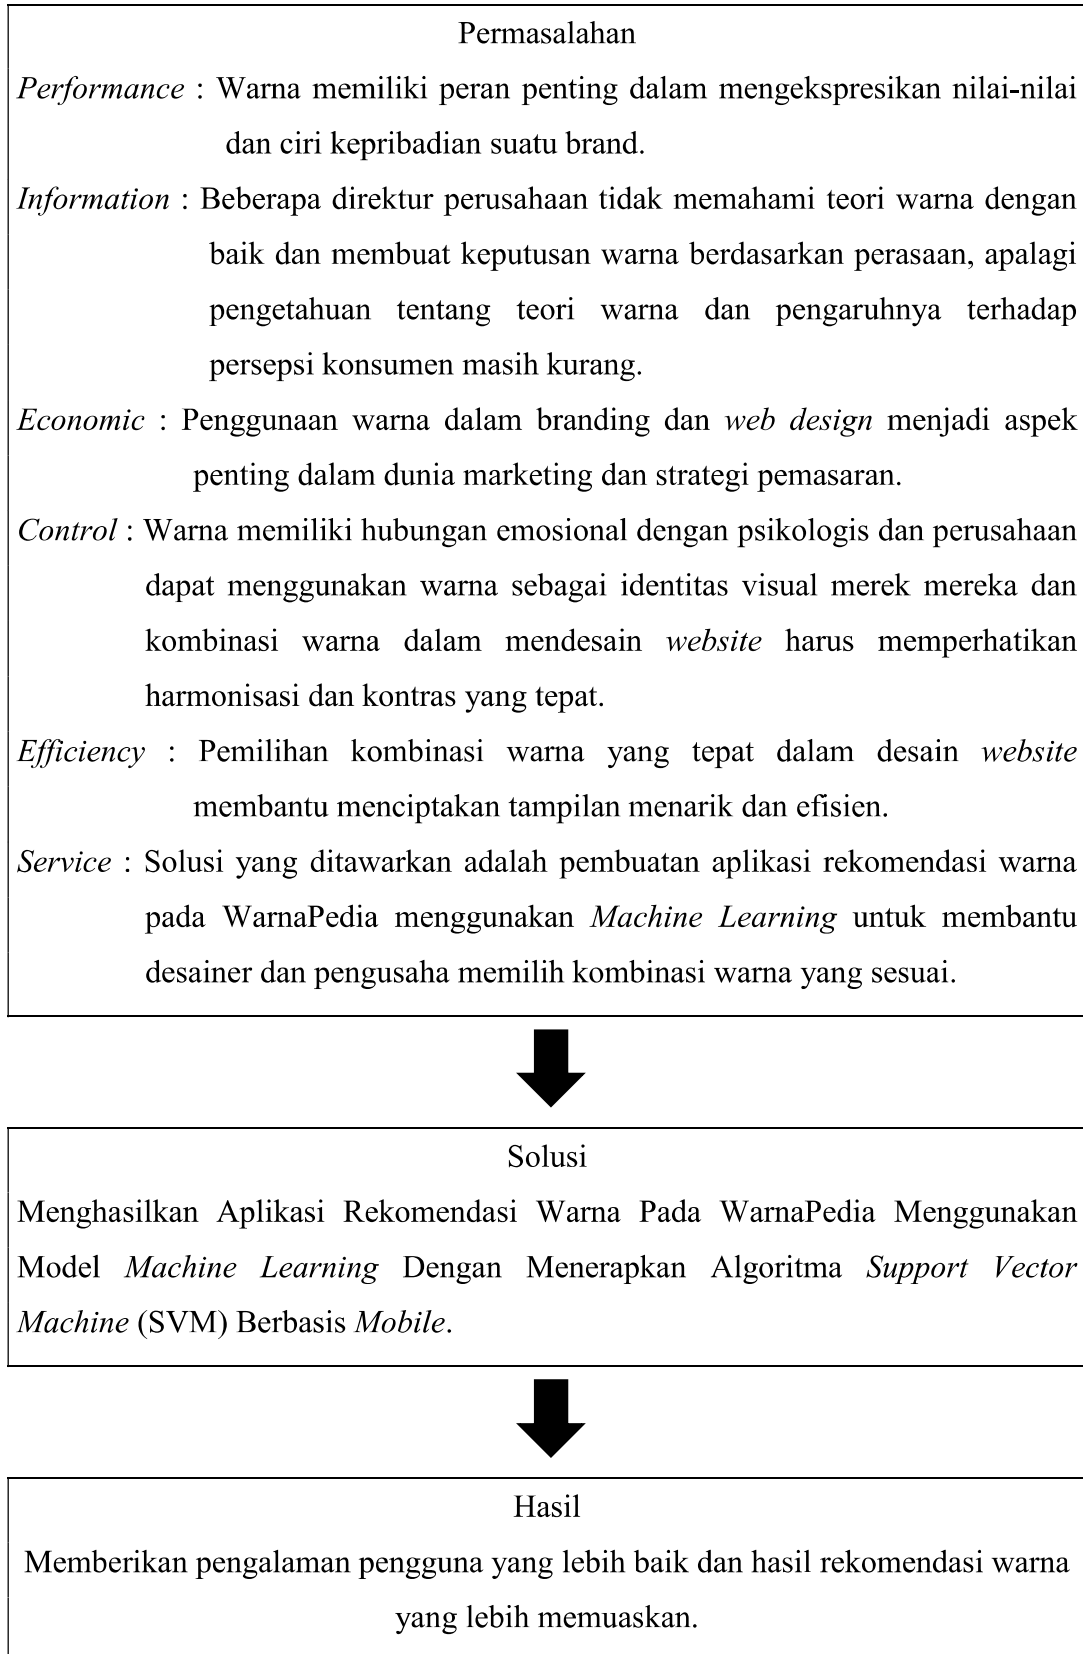 Permasalahan
Performance : Warna memiliki peran penting dalam mengekspresikan nilai-nilai
dan ciri kepribadian suatu brand.
Information : Beberapa direktur perusahaan tidak memahami teori warna dengan
baik dan membuat keputusan warna berdasarkan perasaan, apalagi
pengetahuan tentang teori warna dan pengaruhnya terhadap
persepsi konsumen masih kurang.
Economic : Penggunaan warna dalam branding dan web design menjadi aspek
penting dalam dunia marketing dan strategi pemasaran.
Control : Warna memiliki hubungan emosional dengan psikologis dan perusahaan
dapat menggunakan warna sebagai identitas visual merek mereka dan
kombinasi warna dalam mendesain website harus memperhatikan
harmonisasi dan kontras yang tepat.
Efficiency : Pemilihan kombinasi warna yang tepat dalam desain website
membantu menciptakan tampilan menarik dan efisien.
Service : Solusi yang ditawarkan adalah pembuatan aplikasi rekomendasi warna
pada WarnaPedia menggunakan Machine Learning untuk membantu
desainer dan pengusaha memilih kombinasi warna yang sesuai.
Solusi
Menghasilkan Aplikasi Rekomendasi Warna Pada WarnaPedia Menggunakan
Model Machine Learning Dengan Menerapkan Algoritma Support Vector
Machine (SVM) Berbasis Mobile.
Hasil
Memberikan pengalaman pengguna yang lebih baik dan hasil rekomendasi warna
yang lebih memuaskan.